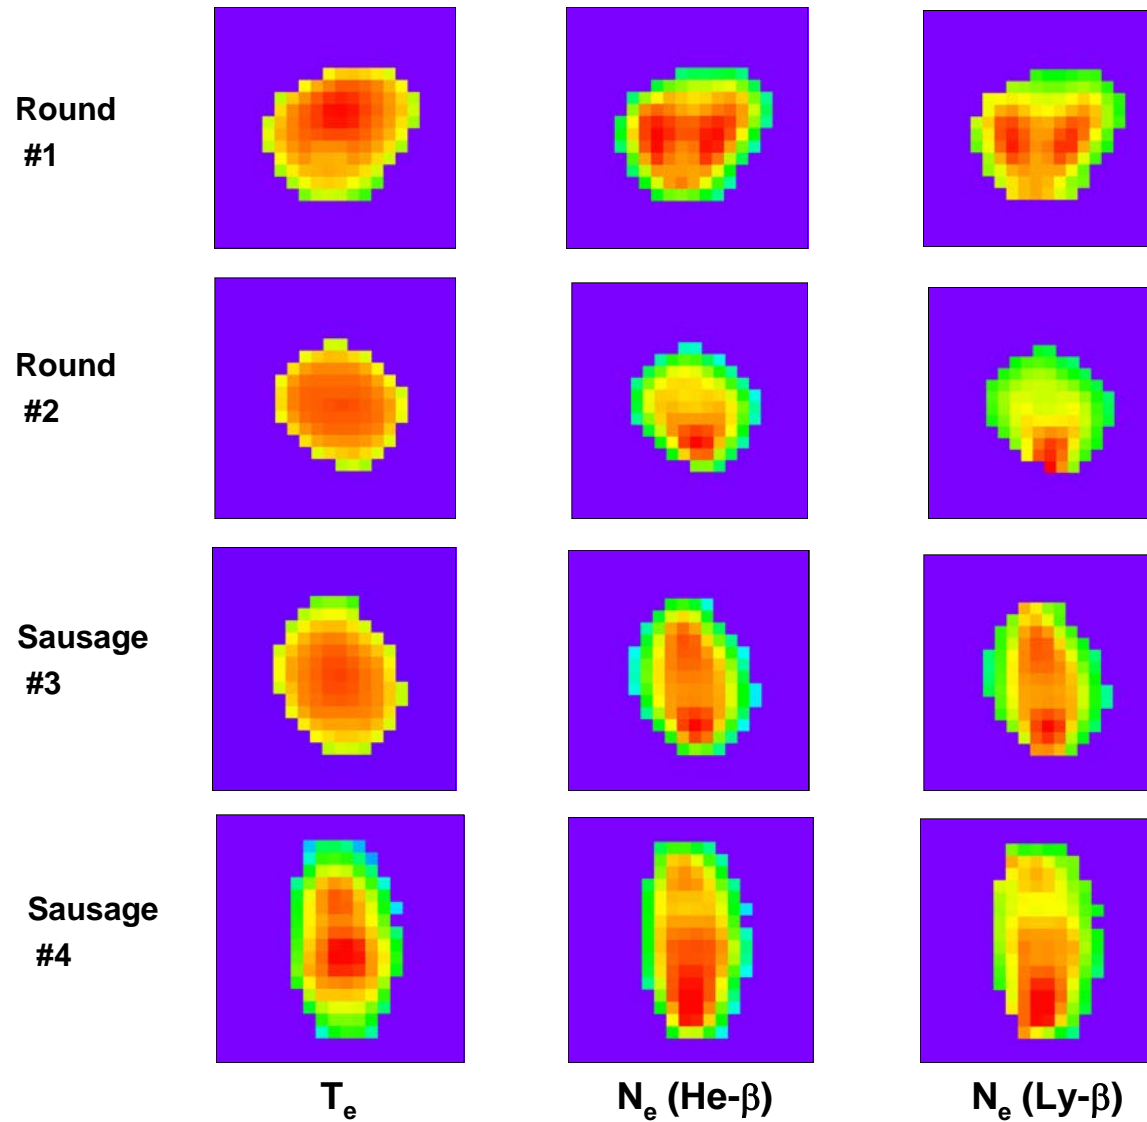 Round
#1
Round
#2
Sausage
#3
Sausage
#4
Te
Ne (He-β)
Ne (Ly-β)